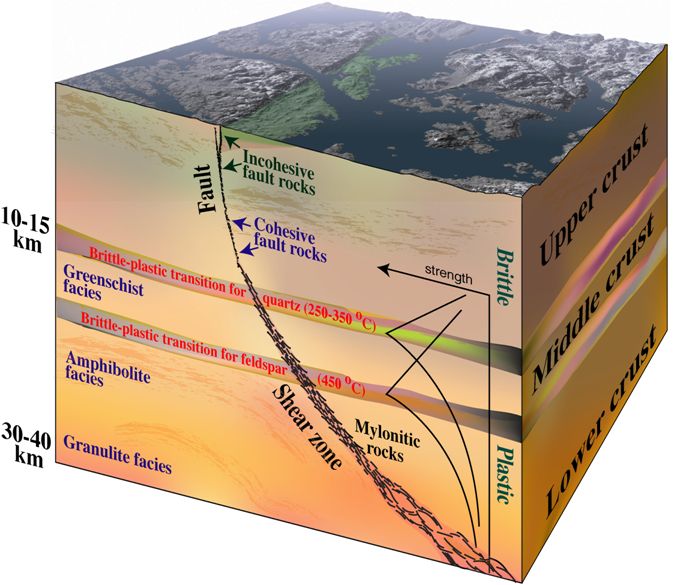 Incohesive
fault rocks
Fault
Cohesive
fault rocks
10-15
km
Brittle-plastic transition for quartz (250-350 °C)
Greenschist
facies
Brittle-plastic transition for feldspar (450 °C)
Amphibolite
facies
Shear zone
Mylonitic
rocks
30-40
km
Granulite facies
strength
Brittle
Plastic
Upper crust
Middle crust
Lower crust